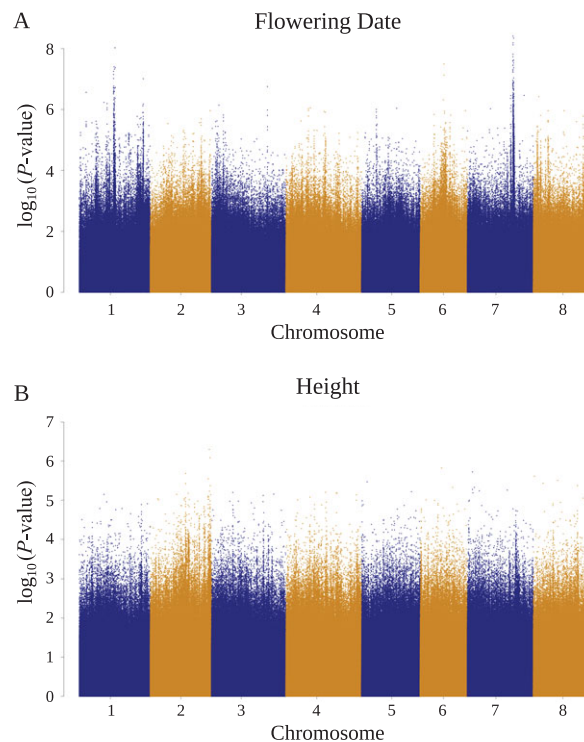 A
Flowering Date
log10(P-value)
8
6
4
2
0
1 2 3 4 5 6 7 8
Chromosome
B
Height
log10(P-value)
7
6
5
4
3
2
1
0
1 2 3 4 5 6 7 8
Chromosome